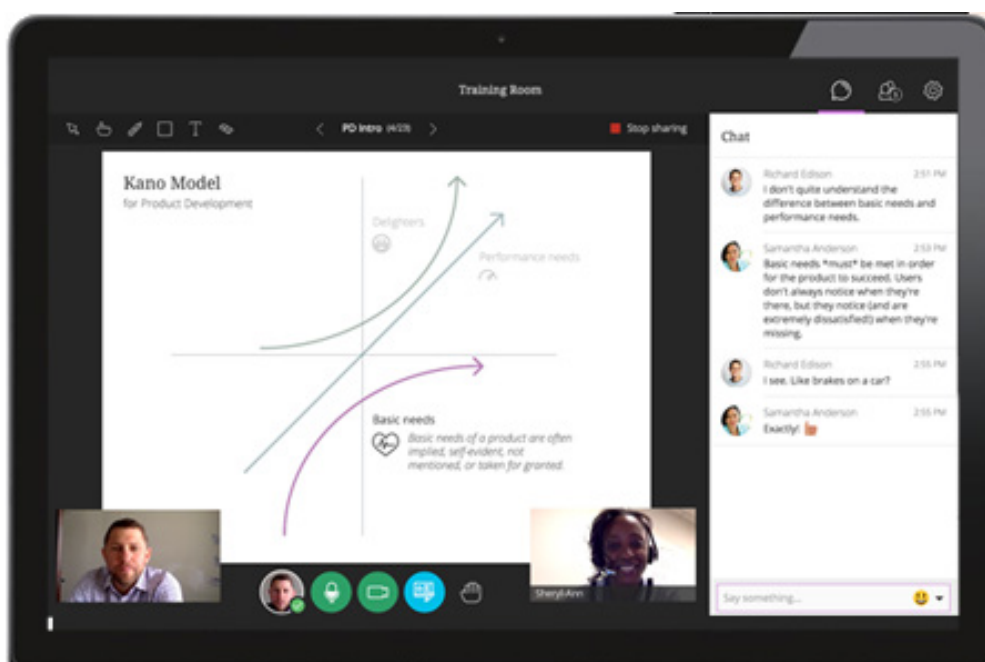 Training Room
PD Intro (4/23)
Stop sharing
Kano Model
for Product Development
Delighters
Performance needs
Basic needs
Basic needs of a product are often
implied, self-evident, not
mentioned, or taken for granted.
Sheryl-Ann
Chat
Richard Edison 2:51 PM
I don't quite understand the
difference between basic needs and
performance needs.
Samantha Anderson 2:53 PM
Basic needs *must* be met in order
for the product to succeed. Users
don't always notice when they're
there, but they notice (and are
extremely dissatisfied!) when they're
missing.
Richard Edison 2:55 PM
I see. Like brakes on a car?
Samantha Anderson 2:55 PM
Exactly!
Say something...